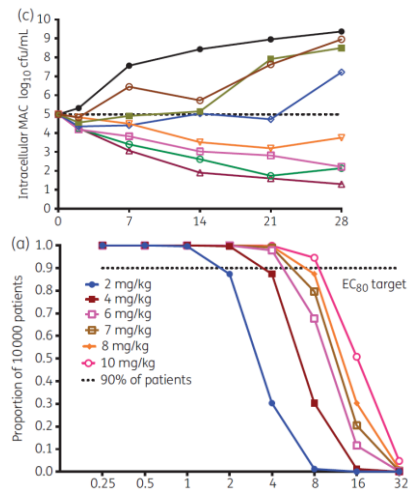 (c)
Intracellular MAC log10 cfu/mL
10
9
8
7
6
5
4
3
2
1
0
0 7 14 21 28
(a)
Proportion of 10000 patients
1.0
0.9
0.8
0.7
0.6
0.5
0.4
0.3
0.2
0.1
0.0
EC80 target
2 mg/kg
4 mg/kg
6 mg/kg
7 mg/kg
8 mg/kg
10 mg/kg
90% of patients
0.25 0.5 1 2 4 8 16 32